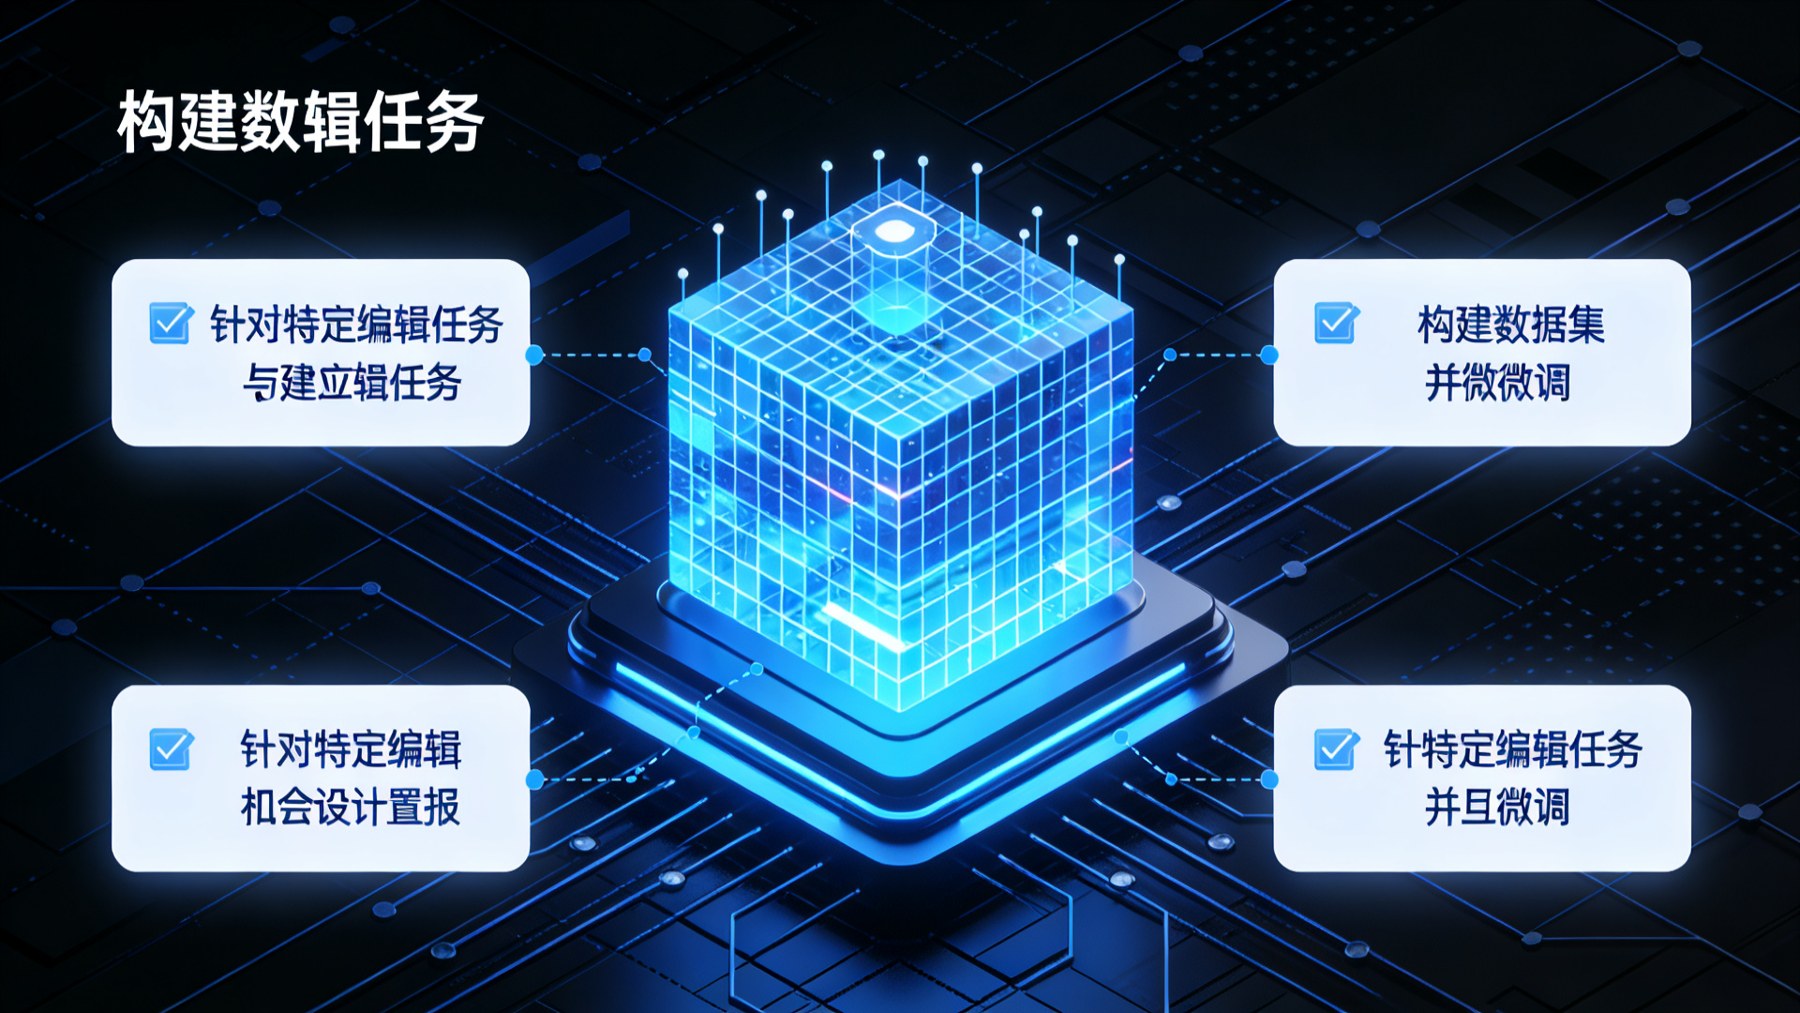 构建数辑任务
针对特定编辑任务
与建立辑任务
构建数据集
并微微调
针对特定编辑
和会设计置报
针特定编辑任务
并且微调